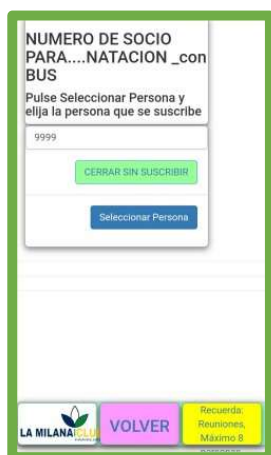 NUMERO DE SOCIO
PARA....NATACION _con
BUS
Pulse Seleccionar Persona y
elija la persona que se suscribe
9999
CERRAR SIN SUSCRIBIR
Seleccionar Persona
LA MILANA CLU
VOLVER
Recuerda:
Reuniones,
Máximo 8